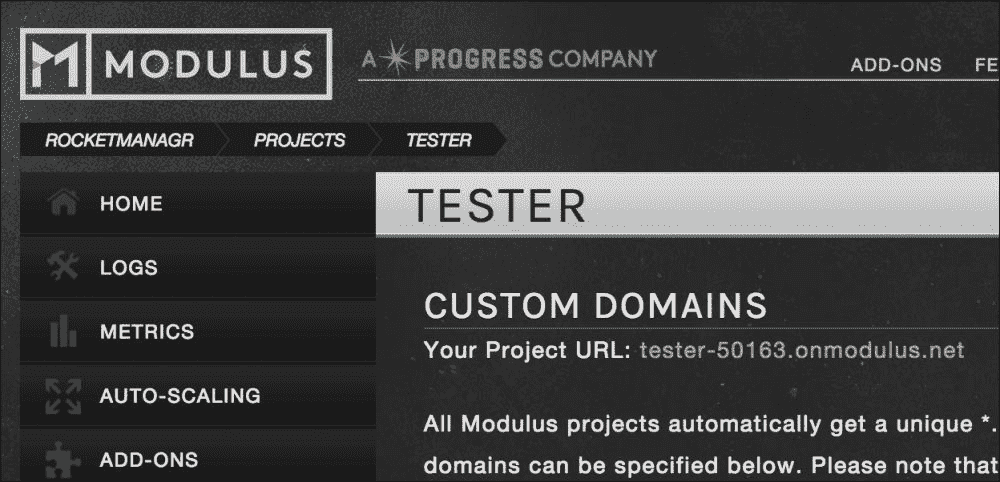 MODULUS
A PROGRESS COMPANY
ADD-ONS
ROCKETMANAGR
PROJECTS
TESTER
HOME
LOGS
METRICS
AUTO-SCALING
ADD-ONS
TESTER
CUSTOM DOMAINS
Your Project URL: tester-50163.onmodulus.net
All Modulus projects automatically get a unique *.
domains can be specified below. Please note that